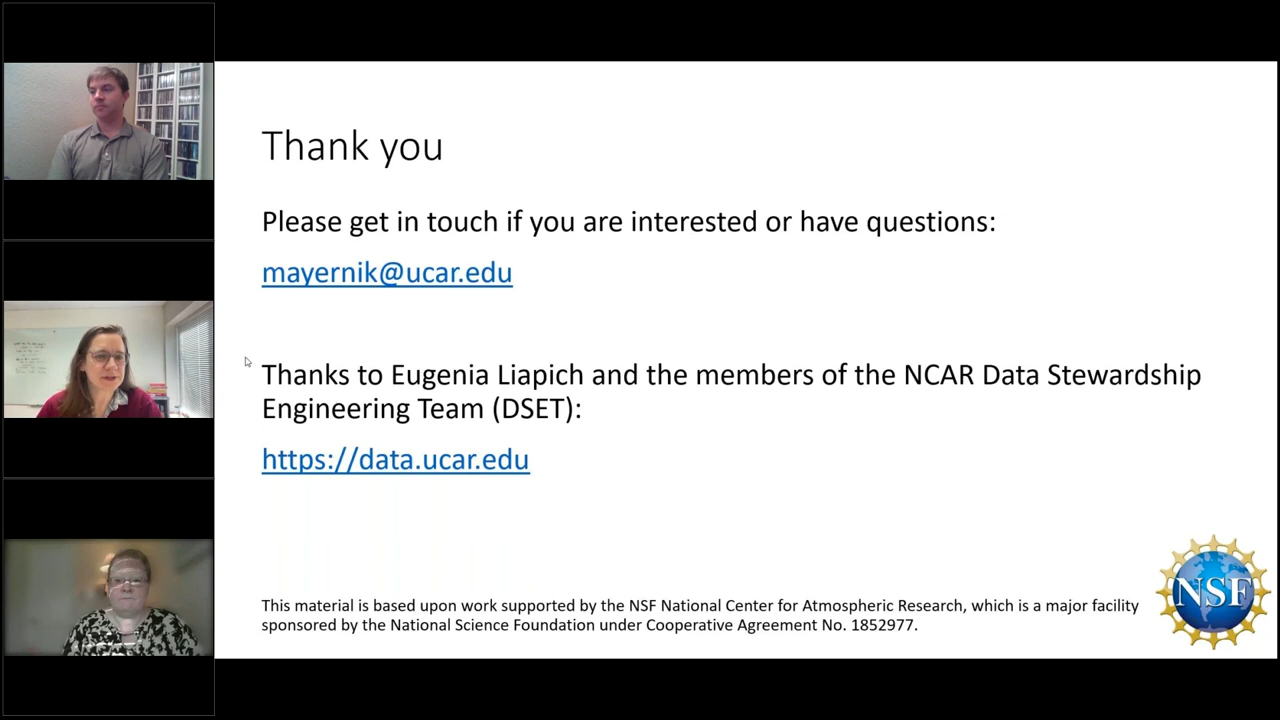 Thank you
Please get in touch if you are interested or have questions:
mayernik@ucar.edu
Thanks to Eugenia Liapich and the members of the NCAR Data Stewardship
Engineering Team (DSET):
https://data.ucar.edu
This material is based upon work supported by the NSF National Center for Atmospheric Research, which is a major facility
sponsored by the National Science Foundation under Cooperative Agreement No. 1852977.
NSF